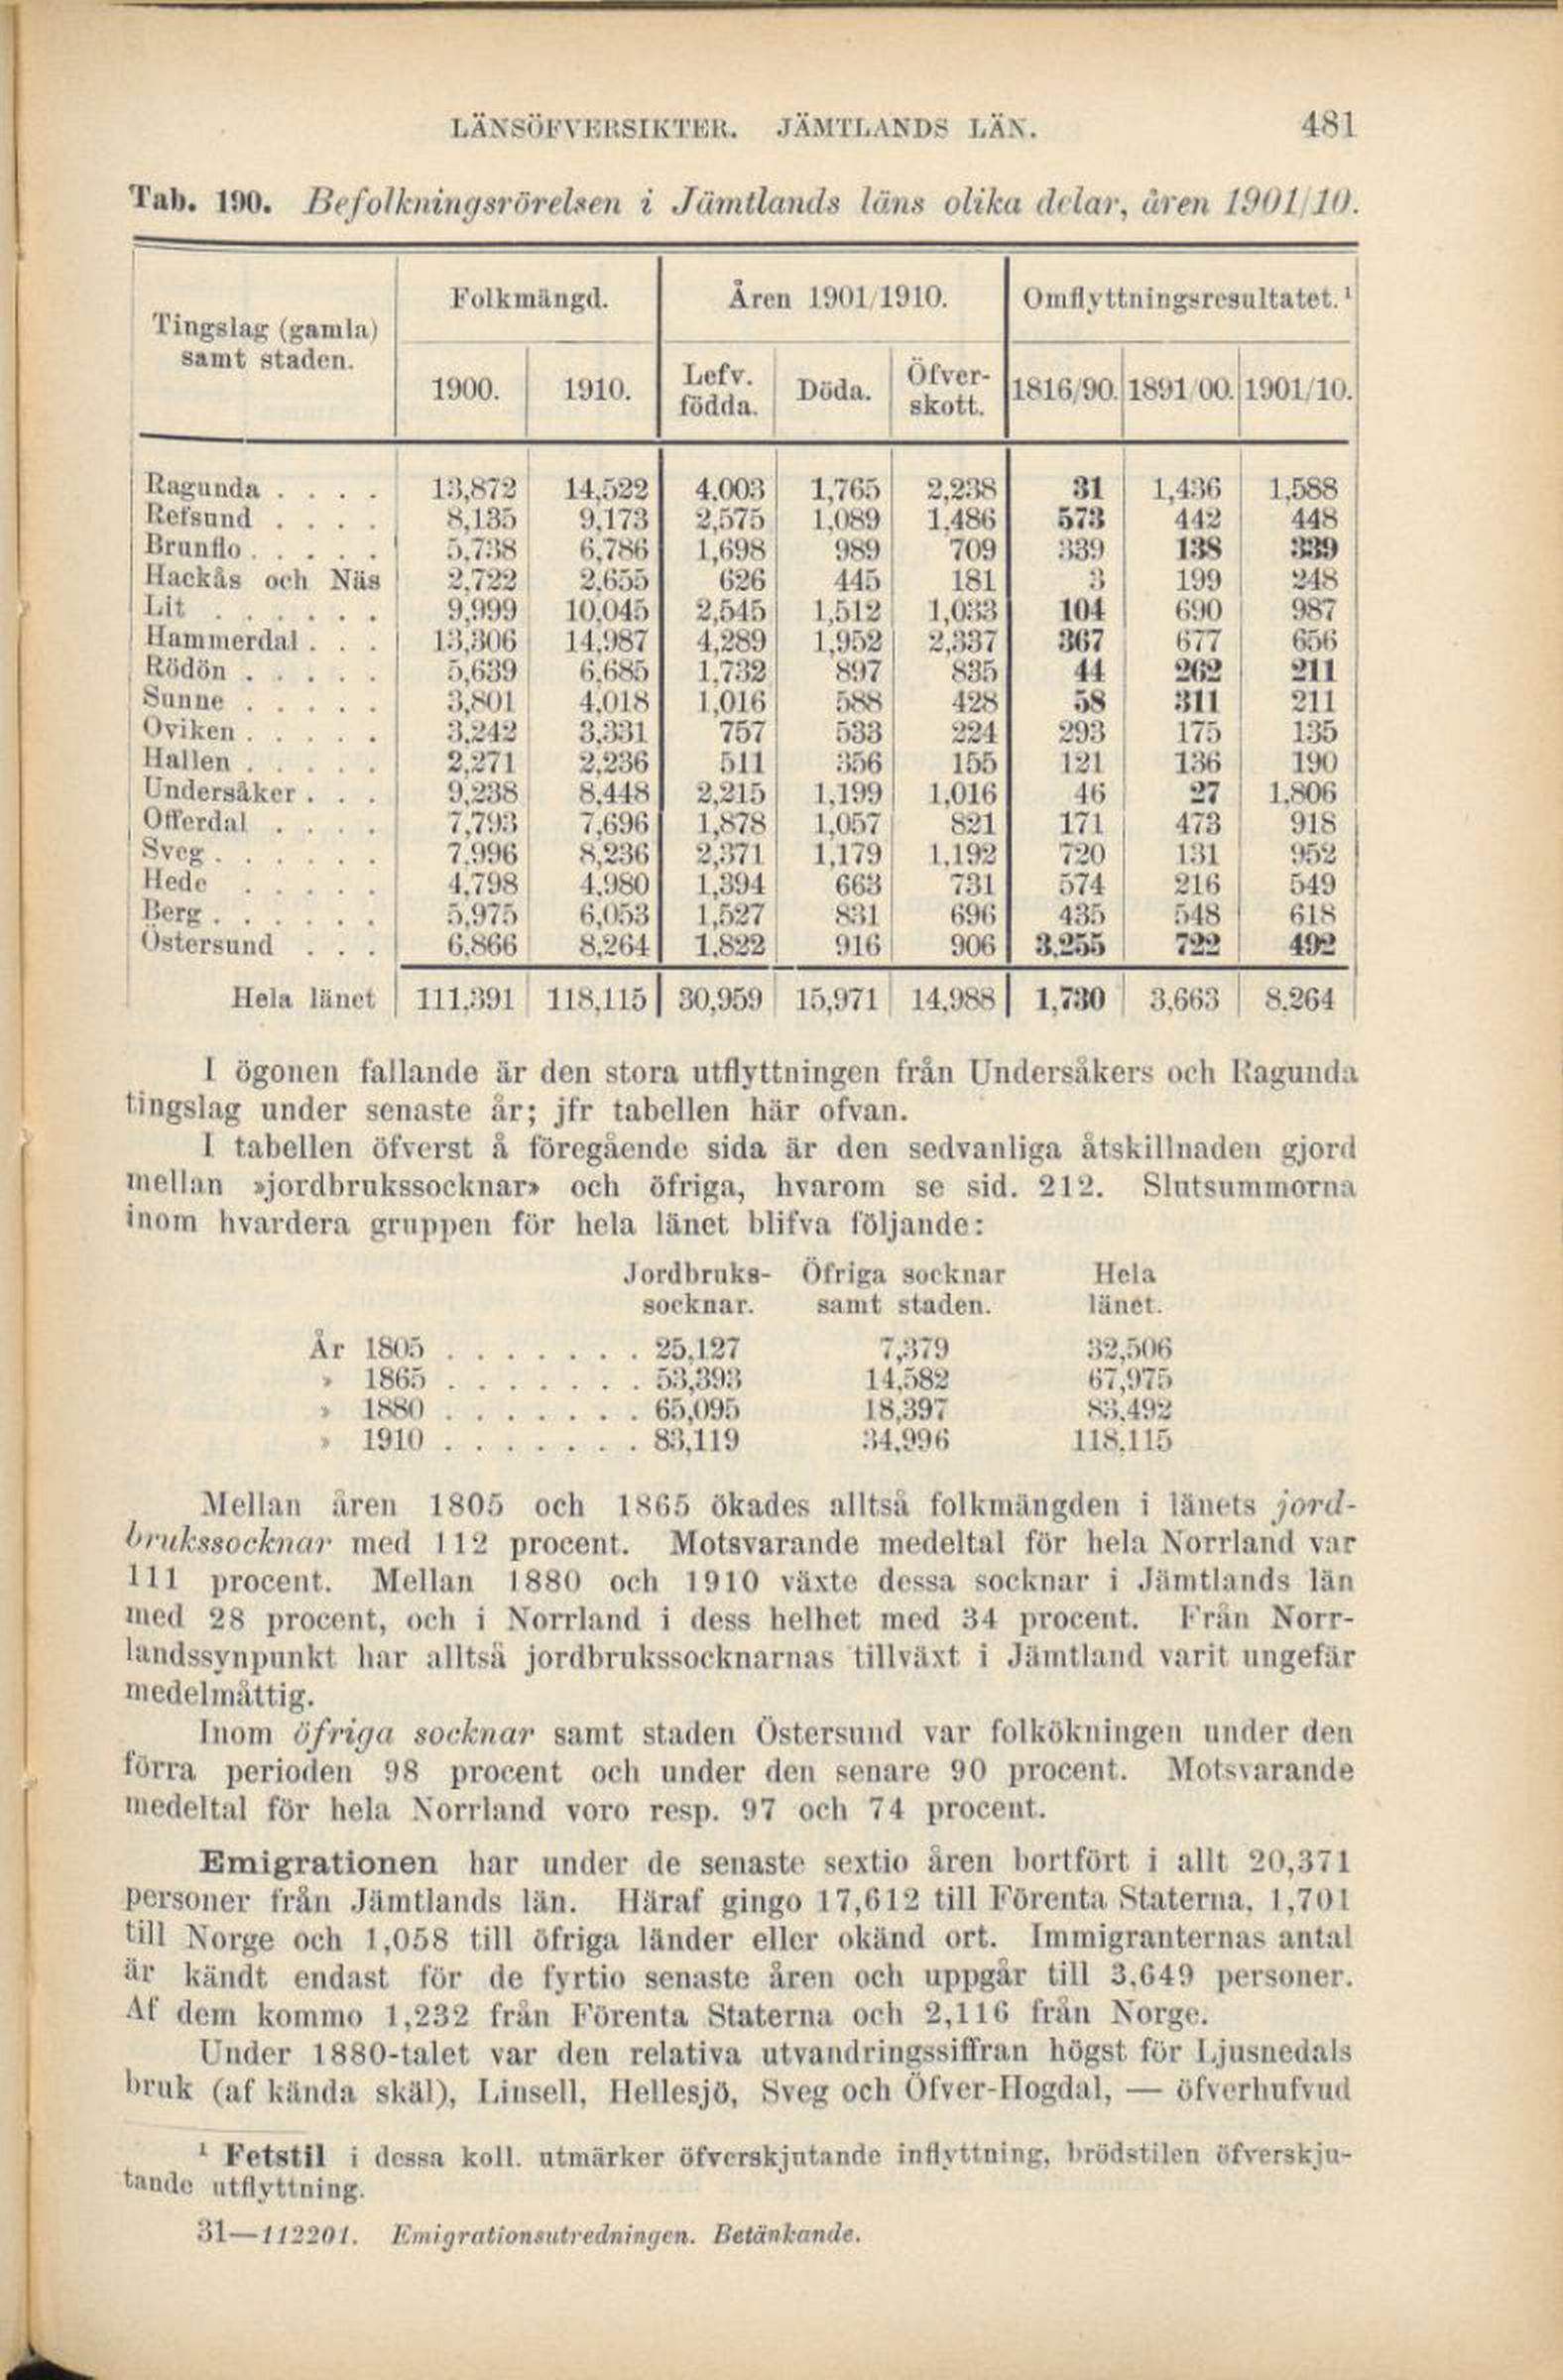 LÄNSÖFVERSIKTER. JÄMTLANDS LÄN. 481
Tab. 190. Befolkningsrörelsen i Jämtlands läns olika delar, åren 1901/10.
Tingslag (gamla) samt staden. Folkmängd. Åren 1901/1910. Omflyttningsresultatet.¹
1900. 1910. Lefv. födda. Döda. Öfver-skott. 1816/90. 1891/00. 1901/10.
Ragunda . . . . 13,872 14,522 4,003 1,765 2,238 31 1,436 1,588
Refsund . . . . 8,135 9,173 2,575 1,089 1,486 573 442 448
Brunflo . . . . . 5,738 6,786 1,698 989 709 339 138 339
Hackås och Näs 2,722 2,655 626 445 181 3 199 248
Lit . . . . . . 9,999 10,045 2,545 1,512 1,033 104 690 987
Hammerdal . . . 13,306 14,987 4,289 1,952 2,337 367 677 656
Rödön . . . . . 5,639 6,685 1,732 897 835 44 262 211
Sunne . . . . . 3,801 4,018 1,016 588 428 58 311 211
Oviken . . . . . 3,242 3,331 757 533 224 293 175 135
Hallen . . . . . 2,271 2,236 511 356 155 121 136 190
Undersåker . . . 9,238 8,448 2,215 1,199 1,016 46 27 1,806
Offerdal . . . . 7,793 7,696 1,878 1,057 821 171 473 918
Sveg . . . . . . 7,996 8,236 2,371 1,179 1,192 720 131 952
Hede . . . . . 4,798 4,980 1,394 663 731 574 216 549
Berg . . . . . . 5,975 6,053 1,527 831 696 435 548 618
Östersund . . . 6,866 8,264 1,822 916 906 3,255 722 492
Hela länet 111,391 118,115 30,959 15,971 14,988 1,730 3,663 8,264
I ögonen fallande är den stora utflyttningen från Undersåkers och Ragunda
tingslag under senaste år; jfr tabellen här ofvan.
I tabellen öfverst å föregående sida är den sedvanliga åtskillnaden gjord
mellan »jordbrukssocknar» och öfriga, hvarom se sid. 212. Slutsummorna
inom hvardera gruppen för hela länet blifva följande:
Jordbruks- Öfriga socknar Hela
socknar. samt staden. länet.
År 1805 . . . . . . . 25,127 7,379 32,506
» 1865 . . . . . . . 53,393 14,582 67,975
» 1880 . . . . . . . 65,095 18,397 83,492
» 1910 . . . . . . . 83,119 34,996 118,115
Mellan åren 1805 och 1865 ökades alltså folkmängden i länets jord-
brukssocknar med 112 procent. Motsvarande medeltal för hela Norrland var
111 procent. Mellan 1880 och 1910 växte dessa socknar i Jämtlands län
med 28 procent, och i Norrland i dess helhet med 34 procent. Från Norr-
landssynpunkt har alltså jordbrukssocknarnas tillväxt i Jämtland varit ungefär
medelmåttig.
Inom öfriga socknar samt staden Östersund var folkökningen under den
förra perioden 98 procent och under den senare 90 procent. Motsvarande
medeltal för hela Norrland voro resp. 97 och 74 procent.
Emigrationen har under de senaste sextio åren bortfört i allt 20,371
personer från Jämtlands län. Häraf gingo 17,612 till Förenta Staterna, 1,701
till Norge och 1,058 till öfriga länder eller okänd ort. Immigranternas antal
är kändt endast för de fyrtio senaste åren och uppgår till 3,649 personer.
Af dem kommo 1,232 från Förenta Staterna och 2,116 från Norge.
Under 1880-talet var den relativa utvandringssiffran högst för Ljusnedals
bruk (af kända skäl), Linsell, Hellesjö, Sveg och Öfver-Hogdal, — öfverhufvud
¹ Fetstil i dessa koll. utmärker öfverskjutande inflyttning, brödstilen öfverskju-
tande utflyttning.
31—112201. Emigrationsutredningen. Betänkande.